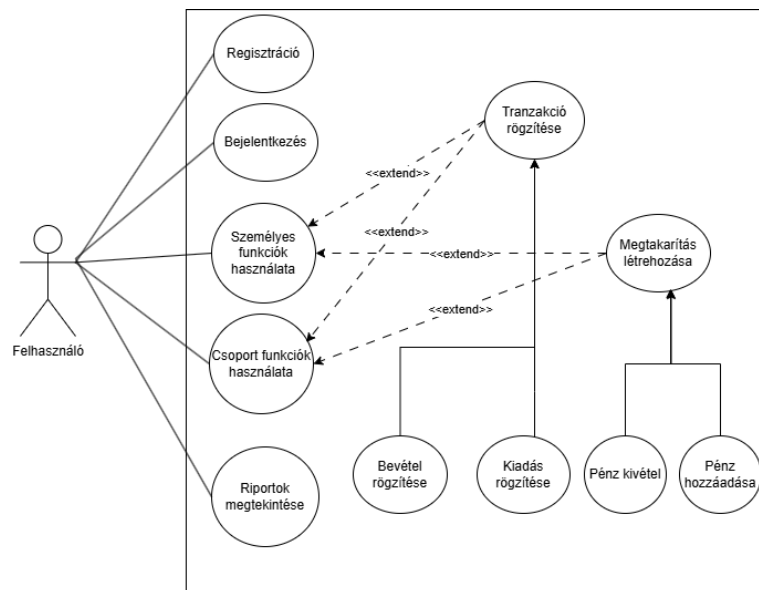 Regisztráció
Bejelentkezés
Személyes
funkciók
használata
Csoport funkciók
használata
Riportok
megtekintése
Felhasználó
Tranzakció
rögzítése
<<extend>>
<<extend>>
<<extend>>
<<extend>>
Megtakarítás
létrehozása
Bevétel
rögzítése
Kiadás
rögzítése
Pénz kivétel
Pénz
hozzáadása